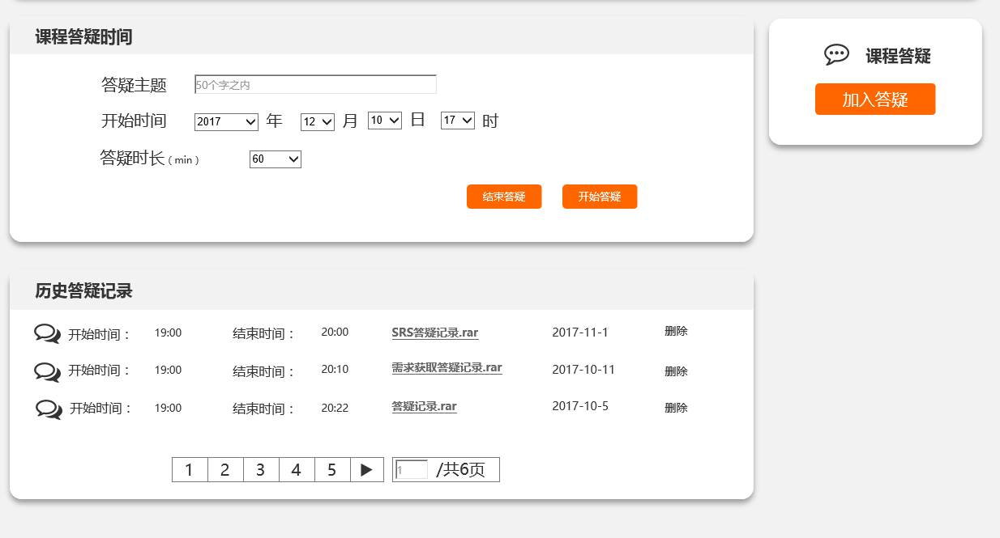 课程答疑时间
答疑主题 50个字之内
开始时间 2017 年 12 月 10 日 17 时
答疑时长 ( min ) 60
结束答疑 开始答疑
课程答疑
加入答疑
历史答疑记录
开始时间： 19:00 结束时间： 20:00 SRS答疑记录.rar 2017-11-1 删除
开始时间： 19:00 结束时间： 20:10 需求获取答疑记录.rar 2017-10-11 删除
开始时间： 19:00 结束时间： 20:22 答疑记录.rar 2017-10-5 删除
1 2 3 4 5 ▶ 1 /共6页